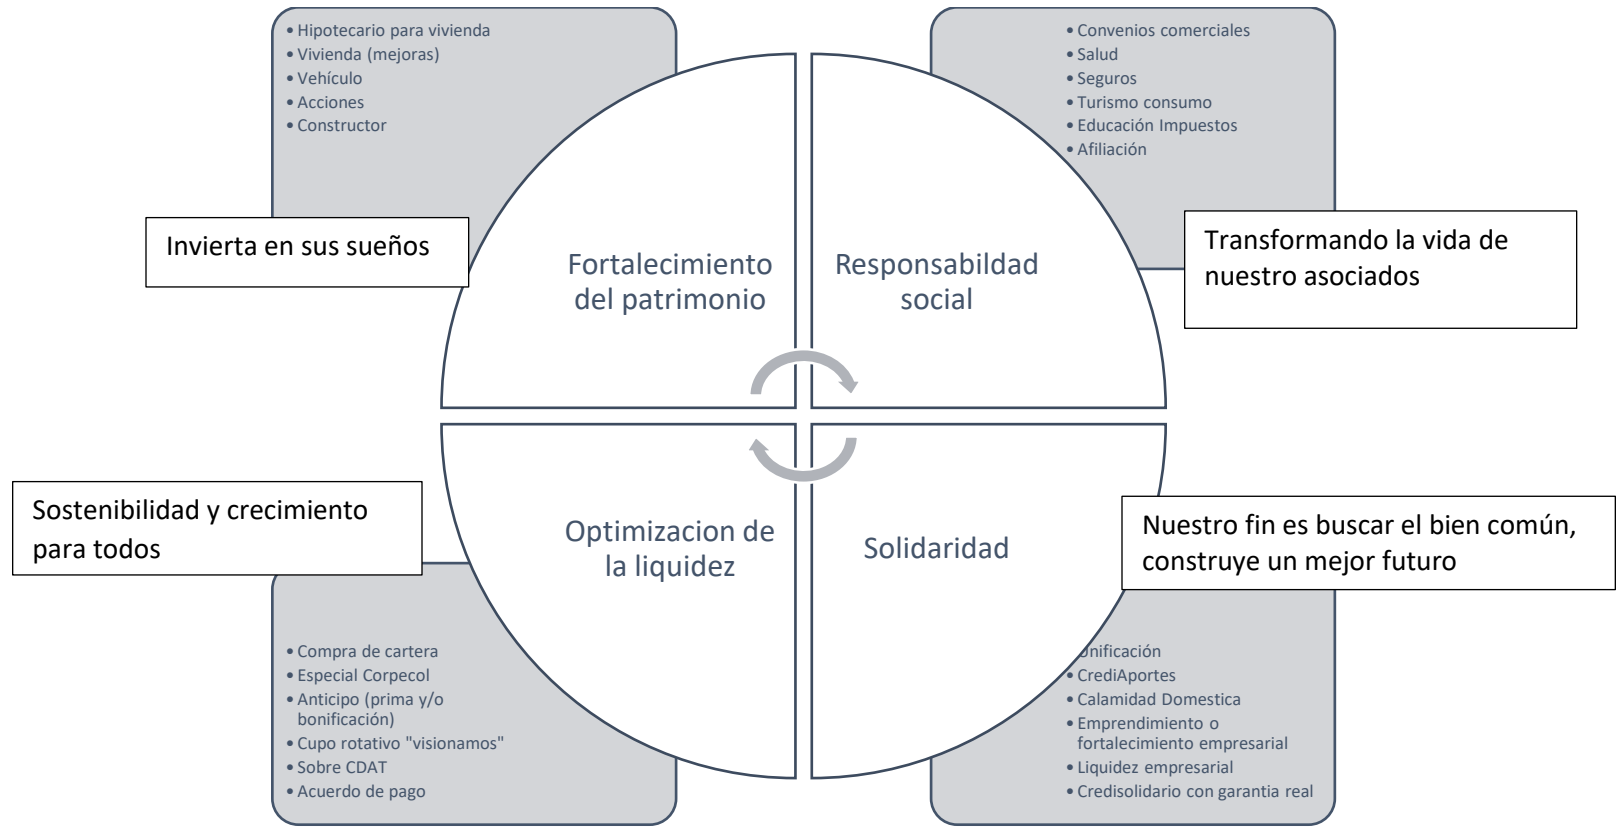 • Hipotecario para vivienda
• Vivienda (mejoras)
• Vehículo
• Acciones
• Constructor
Invierta en sus sueños
Fortalecimiento
del patrimonio
• Convenios comerciales
• Salud
• Seguros
• Turismo consumo
• Educación Impuestos
• Afiliación
Responsabildad
social
Transformando la vida de
nuestro asociados
Sostenibilidad y crecimiento
para todos
Optimizacion de
la liquidez
• Compra de cartera
• Especial Corpecol
• Anticipo (prima y/o
bonificación)
• Cupo rotativo "visionamos"
• Sobre CDAT
• Acuerdo de pago
Solidaridad
Nuestro fin es buscar el bien común,
construye un mejor futuro
Unificación
• CrediAportes
• Calamidad Domestica
• Emprendimiento o
fortalecimiento empresarial
• Liquidez empresarial
• Credisolidario con garantia real